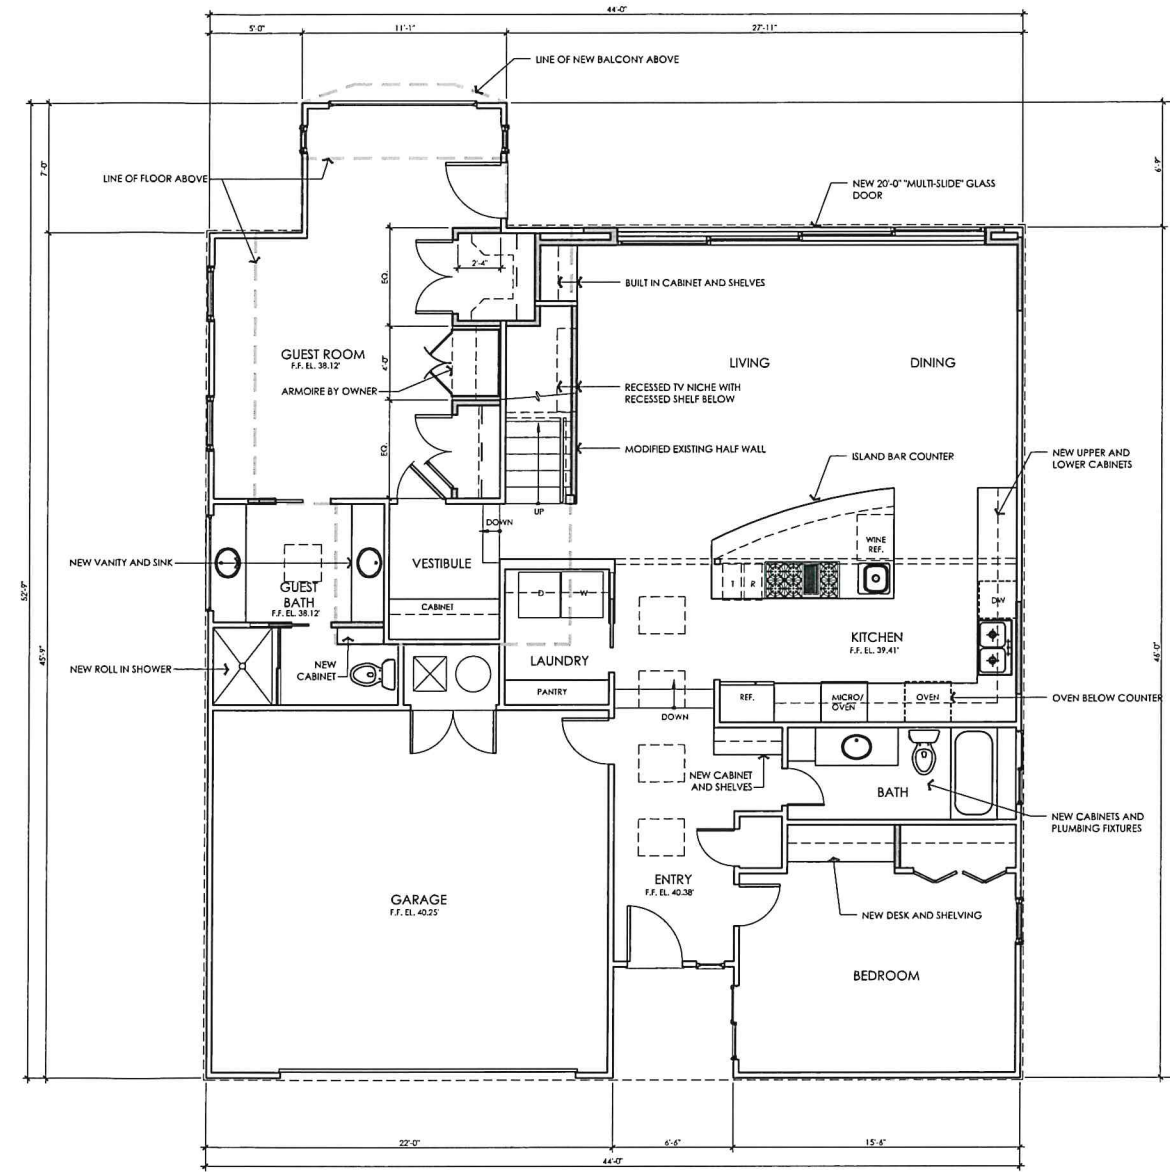 44'-0"
5'-0"
11'-1"
27'-11"
LINE OF NEW BALCONY ABOVE
7'-0"
6'-9"
LINE OF FLOOR ABOVE
NEW 20'-0" "MULTI-SLIDE" GLASS
DOOR
2'-4"
EQ.
BUILT IN CABINET AND SHELVES
GUEST ROOM
F.F. EL. 38.12'
4'-0"
LIVING
DINING
ARMOIRE BY OWNER
RECESSED TV NICHE WITH
RECESSED SHELF BELOW
EQ.
MODIFIED EXISTING HALF WALL
ISLAND BAR COUNTER
NEW UPPER AND
LOWER CABINETS
UP
DOWN
WINE
REF.
NEW VANITY AND SINK
VESTIBULE
GUEST
BATH
F.F. EL. 38.12'
T
R
D
W
DW
CABINET
52'-9"
45'-9"
46'-0"
KITCHEN
F.F. EL. 39.41'
NEW ROLL IN SHOWER
NEW
CABINET
LAUNDRY
PANTRY
REF.
MICRO/
OVEN
OVEN
OVEN BELOW COUNTER
DOWN
NEW CABINET
AND SHELVES
BATH
NEW CABINETS AND
PLUMBING FIXTURES
ENTRY
F.F. EL. 40.38'
GARAGE
F.F. EL. 40.25'
NEW DESK AND SHELVING
BEDROOM
22'-0"
6'-6"
15'-6"
44'-0"